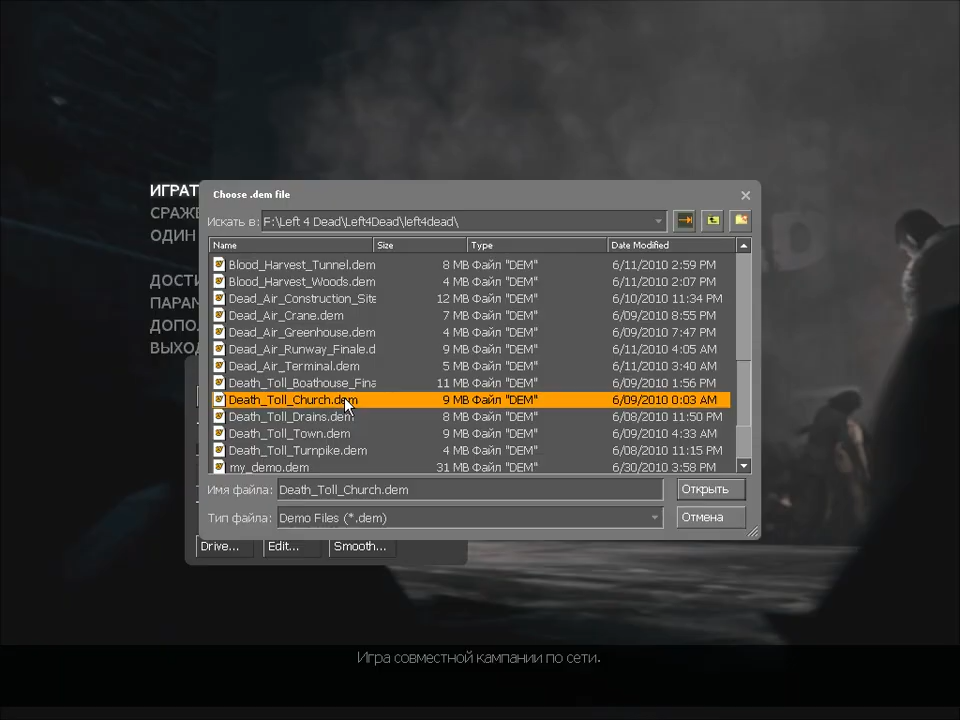 Choose .dem file
Искать в: F:\Left 4 Dead\Left4Dead\left4dead\
Name Size Type Date Modified
Blood_Harvest_Tunnel.dem 8 MB Файл "DEM" 6/11/2010 2:59 PM
Blood_Harvest_Woods.dem 4 MB Файл "DEM" 6/11/2010 2:07 PM
Dead_Air_Construction_Site 12 MB Файл "DEM" 6/10/2010 11:34 PM
Dead_Air_Crane.dem 7 MB Файл "DEM" 6/09/2010 8:55 PM
Dead_Air_Greenhouse.dem 4 MB Файл "DEM" 6/09/2010 7:47 PM
Dead_Air_Runway_Finale.d 9 MB Файл "DEM" 6/11/2010 4:05 AM
Dead_Air_Terminal.dem 5 MB Файл "DEM" 6/11/2010 3:40 AM
Death_Toll_Boathouse_Fina 11 MB Файл "DEM" 6/09/2010 1:56 PM
Death_Toll_Church.dem 9 MB Файл "DEM" 6/09/2010 0:03 AM
Death_Toll_Drains.dem 8 MB Файл "DEM" 6/08/2010 11:50 PM
Death_Toll_Town.dem 9 MB Файл "DEM" 6/09/2010 4:33 AM
Death_Toll_Turnpike.dem 4 MB Файл "DEM" 6/08/2010 11:15 PM
my_demo.dem 31 MB Файл "DEM" 6/30/2010 3:58 PM
Имя файла: Death_Toll_Church.dem Открыть
Тип файла: Demo Files (*.dem) Отмена
ИГРАТ
СРАЖЕ
ОДИН
ДОСТИ
ПАРАМ
ДОПОЛ
ВЫХО
Drive... Edit... Smooth...
Игра совместной кампании по сети.